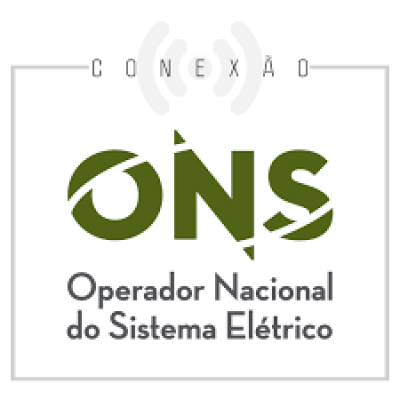 CONEXÃO
ONS
Operador Nacional
do Sistema Elétrico